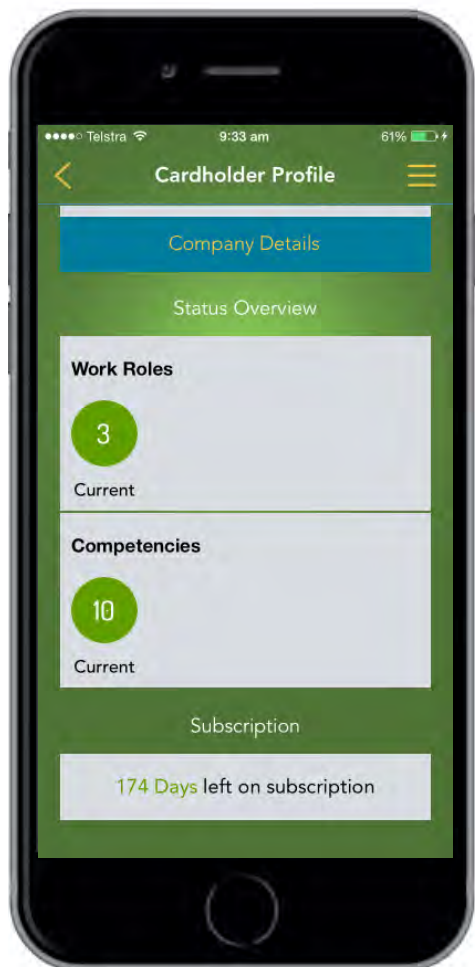 Telstra 9:33 am 61%
Cardholder Profile
Company Details
Status Overview
Work Roles
3
Current
Competencies
10
Current
Subscription
174 Days left on subscription